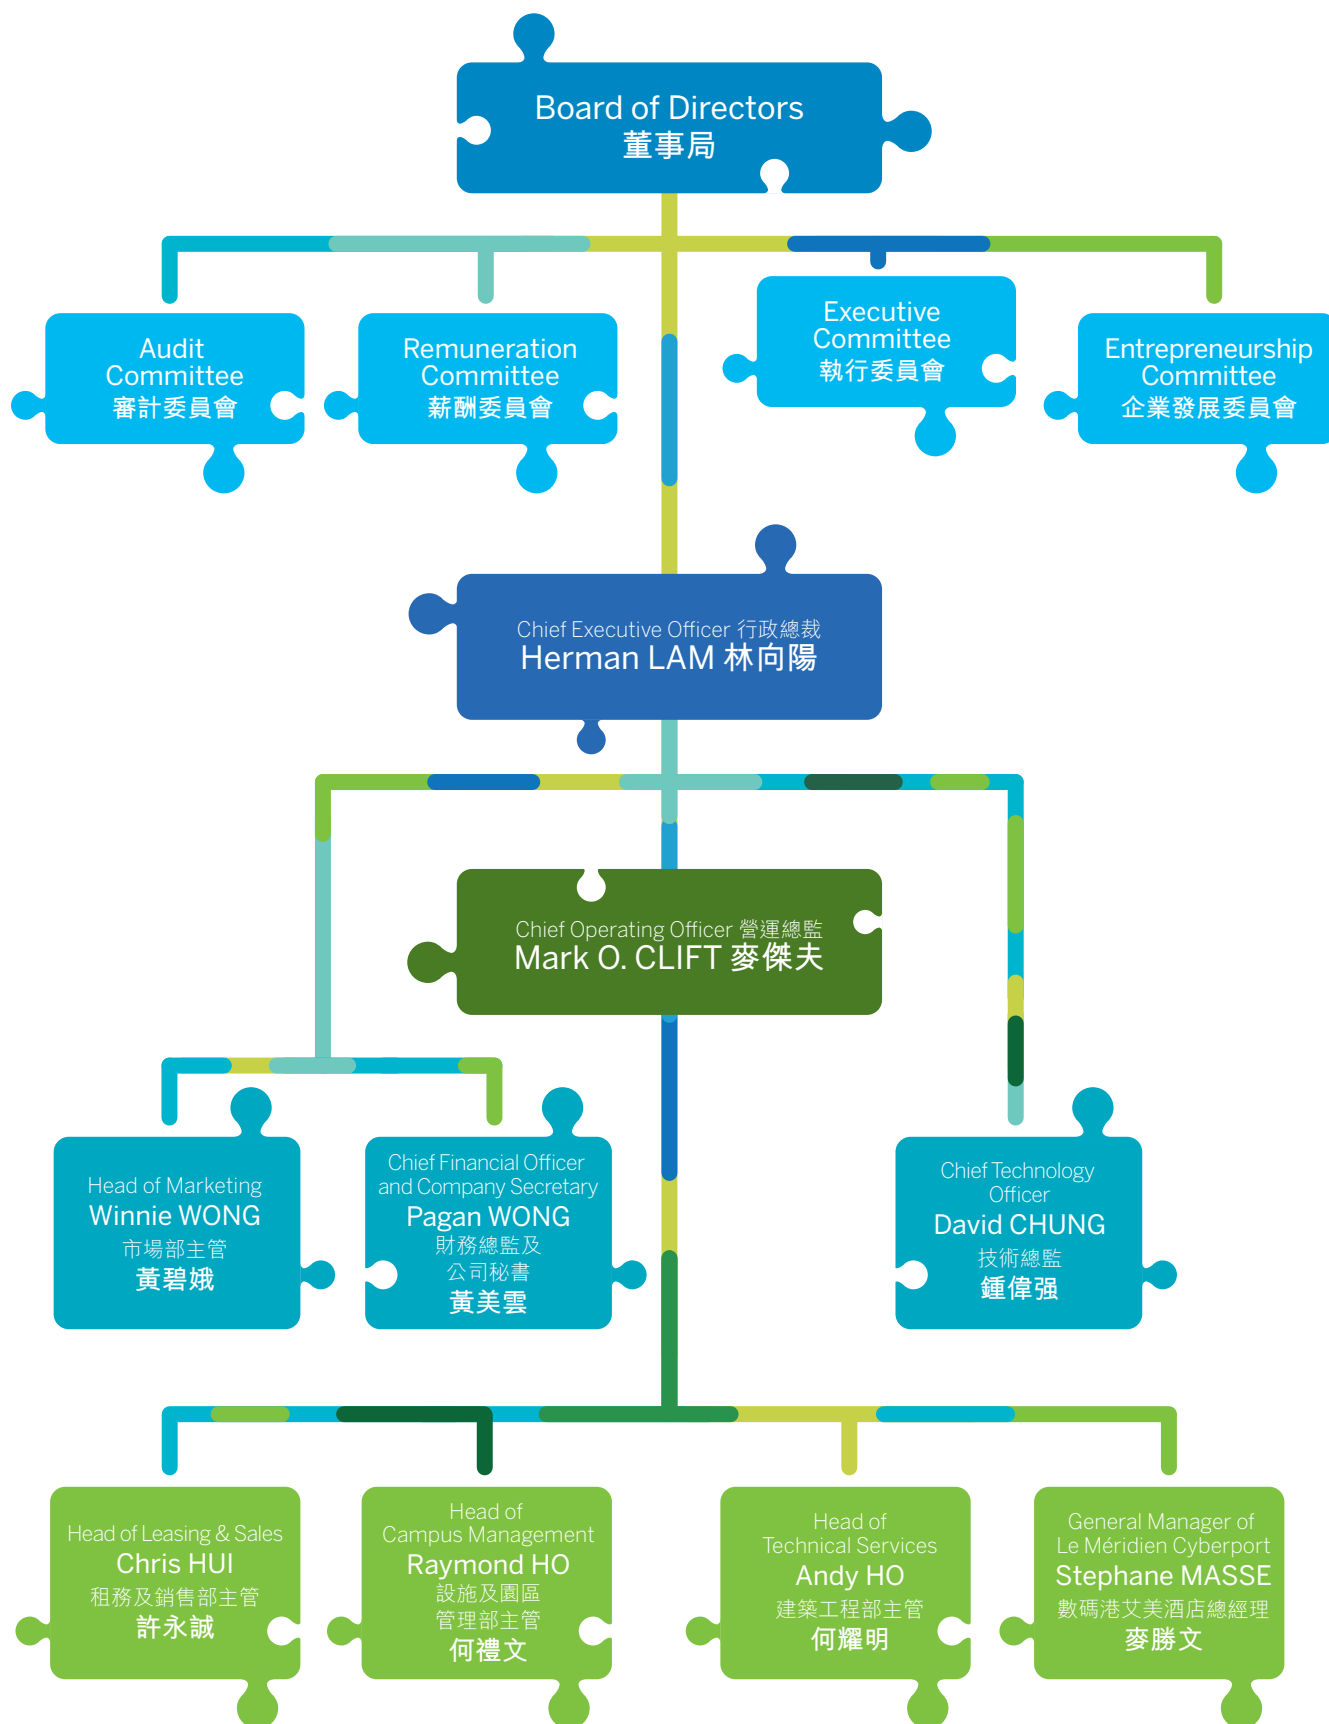 Board of Directors
董事局
Audit
Committee
審計委員會
Remuneration
Committee
薪酬委員會
Executive
Committee
執行委員會
Entrepreneurship
Committee
企業發展委員會
Chief Executive Officer 行政總裁
Herman LAM 林向陽
Chief Operating Officer 營運總監
Mark O. CLIFT 麥傑夫
Head of Marketing
Winnie WONG
市場部主管
黃碧娥
Chief Financial Officer
and Company Secretary
Pagan WONG
財務總監及
公司秘書
黃美雲
Chief Technology
Officer
David CHUNG
技術總監
鍾偉强
Head of Leasing & Sales
Chris HUI
租務及銷售部主管
許永誠
Head of
Campus Management
Raymond HO
設施及園區
管理部主管
何禮文
Head of
Technical Services
Andy HO
建築工程部主管
何耀明
General Manager of
Le Méridien Cyberport
Stephane MASSE
數碼港艾美酒店總經理
麥勝文